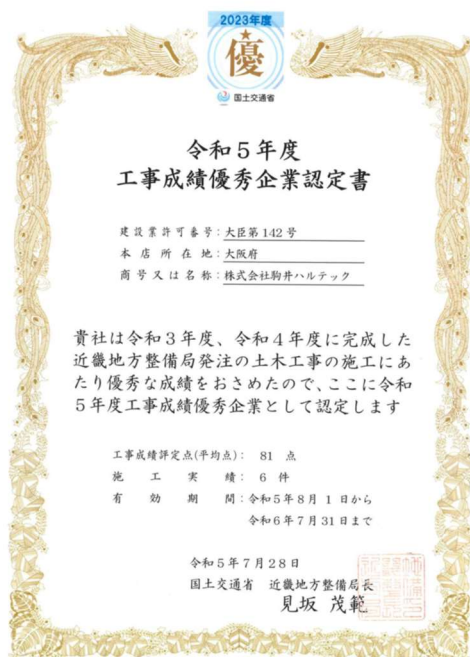 2023年度
優
国土交通省
令和5年度
工事成績優秀企業認定書
建設業許可番号：大臣第142号
本店所在地：大阪府
商号又は名称：株式会社駒井ハルテック
貴社は令和3年度、令和4年度に完成した
近畿地方整備局発注の土木工事の施工にあ
たり優秀な成績をおさめたので、ここに令和
5年度工事成績優秀企業として認定します
工事成績評定点(平均点)： 81 点
施工実績： 6 件
有効期間：令和5年8月1日から
令和6年7月31日まで
令和5年7月28日
国土交通省 近畿地方整備局長
見坂 茂範